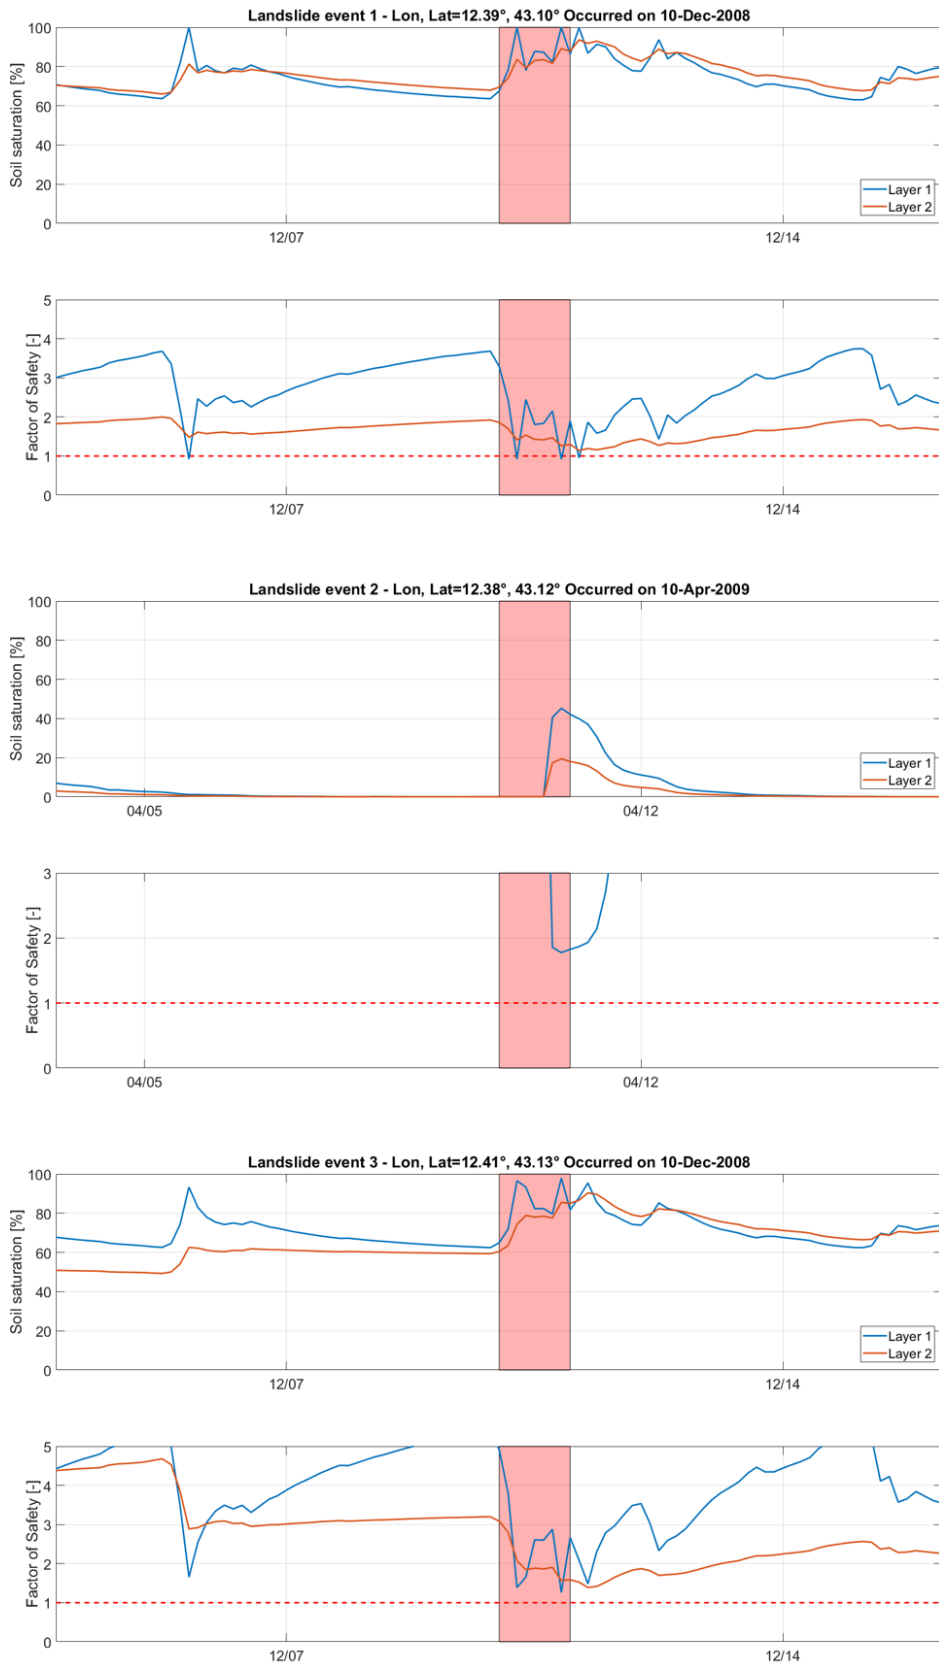 Landslide event 1 - Lon, Lat=12.39°, 43.10° Occurred on 10-Dec-2008
Soil saturation [%]
100
80
60
40
20
0
Layer 1
Layer 2
12/07 12/14
Factor of Safety [-]
5
4
3
2
1
0
12/07 12/14
Landslide event 2 - Lon, Lat=12.38°, 43.12° Occurred on 10-Apr-2009
Soil saturation [%]
100
80
60
40
20
0
Layer 1
Layer 2
04/05 04/12
Factor of Safety [-]
3
2
1
0
04/05 04/12
Landslide event 3 - Lon, Lat=12.41°, 43.13° Occurred on 10-Dec-2008
Soil saturation [%]
100
80
60
40
20
0
Layer 1
Layer 2
12/07 12/14
Factor of Safety [-]
5
4
3
2
1
0
12/07 12/14